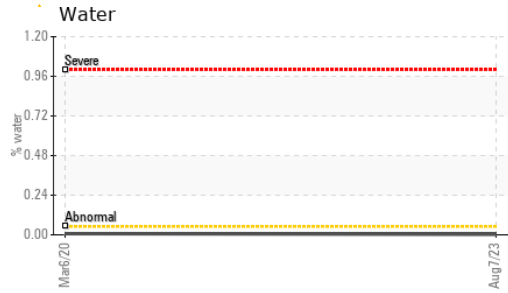 Water
1.20
Severe
0.96
0.72
% water
0.48
0.24
Abnormal
0.00
Mar6/20
Aug7/23